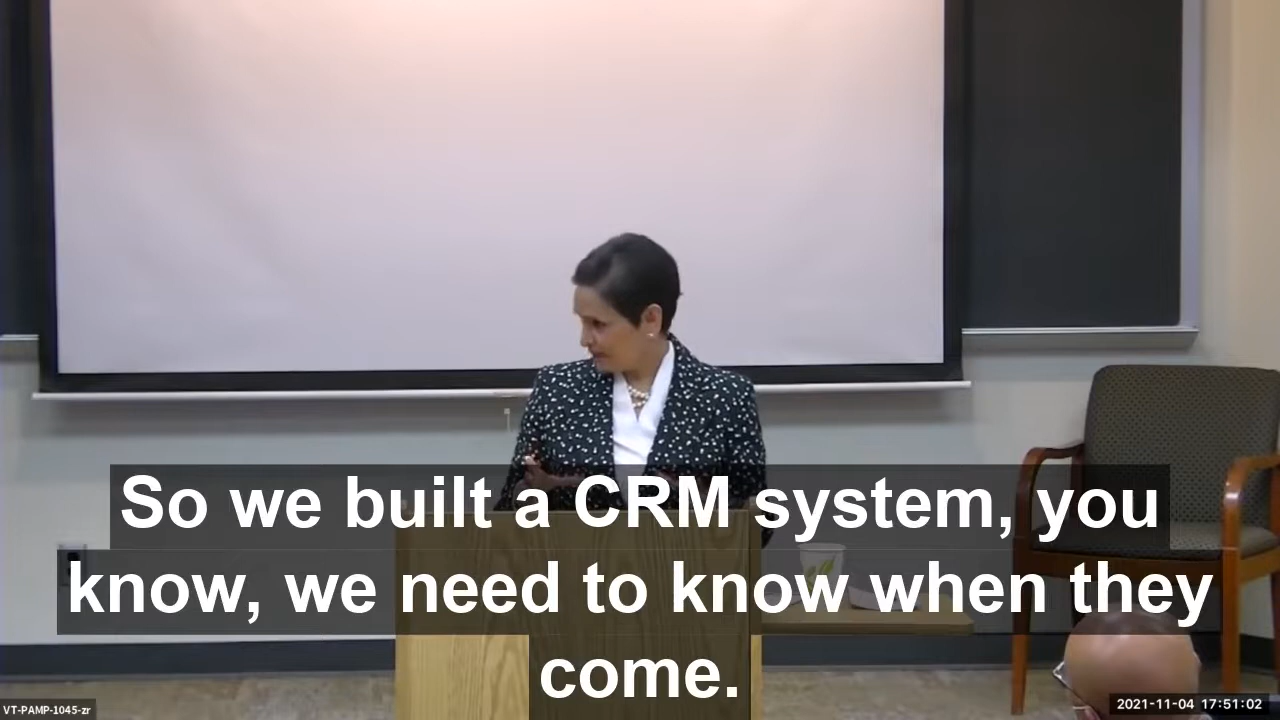 So we built a CRM system, you
know, we need to know when they
come.
VT-PAMP-1045-zr
2021-11-04 17:51:02